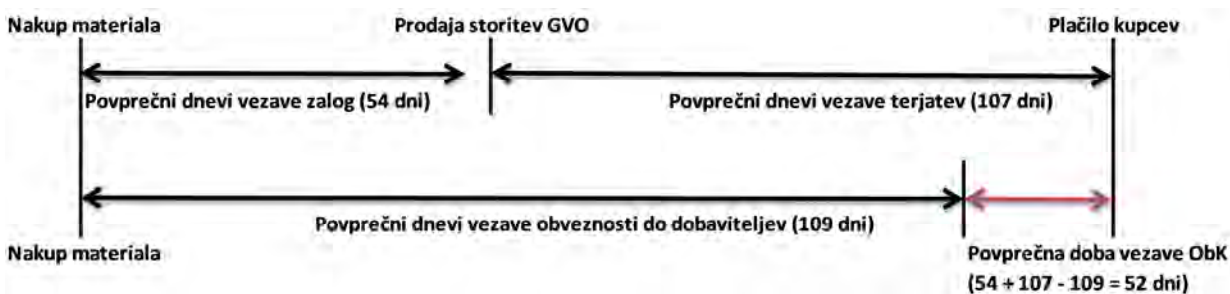 Nakup materiala
Prodaja storitev GVO
Plačilo kupcev
Povprečni dnevi vezave zalog (54 dni)
Povprečni dnevi vezave terjatev (107 dni)
Povprečni dnevi vezave obveznosti do dobaviteljev (109 dni)
Nakup materiala
Povprečna doba vezave ObK
(54 + 107 - 109 = 52 dni)